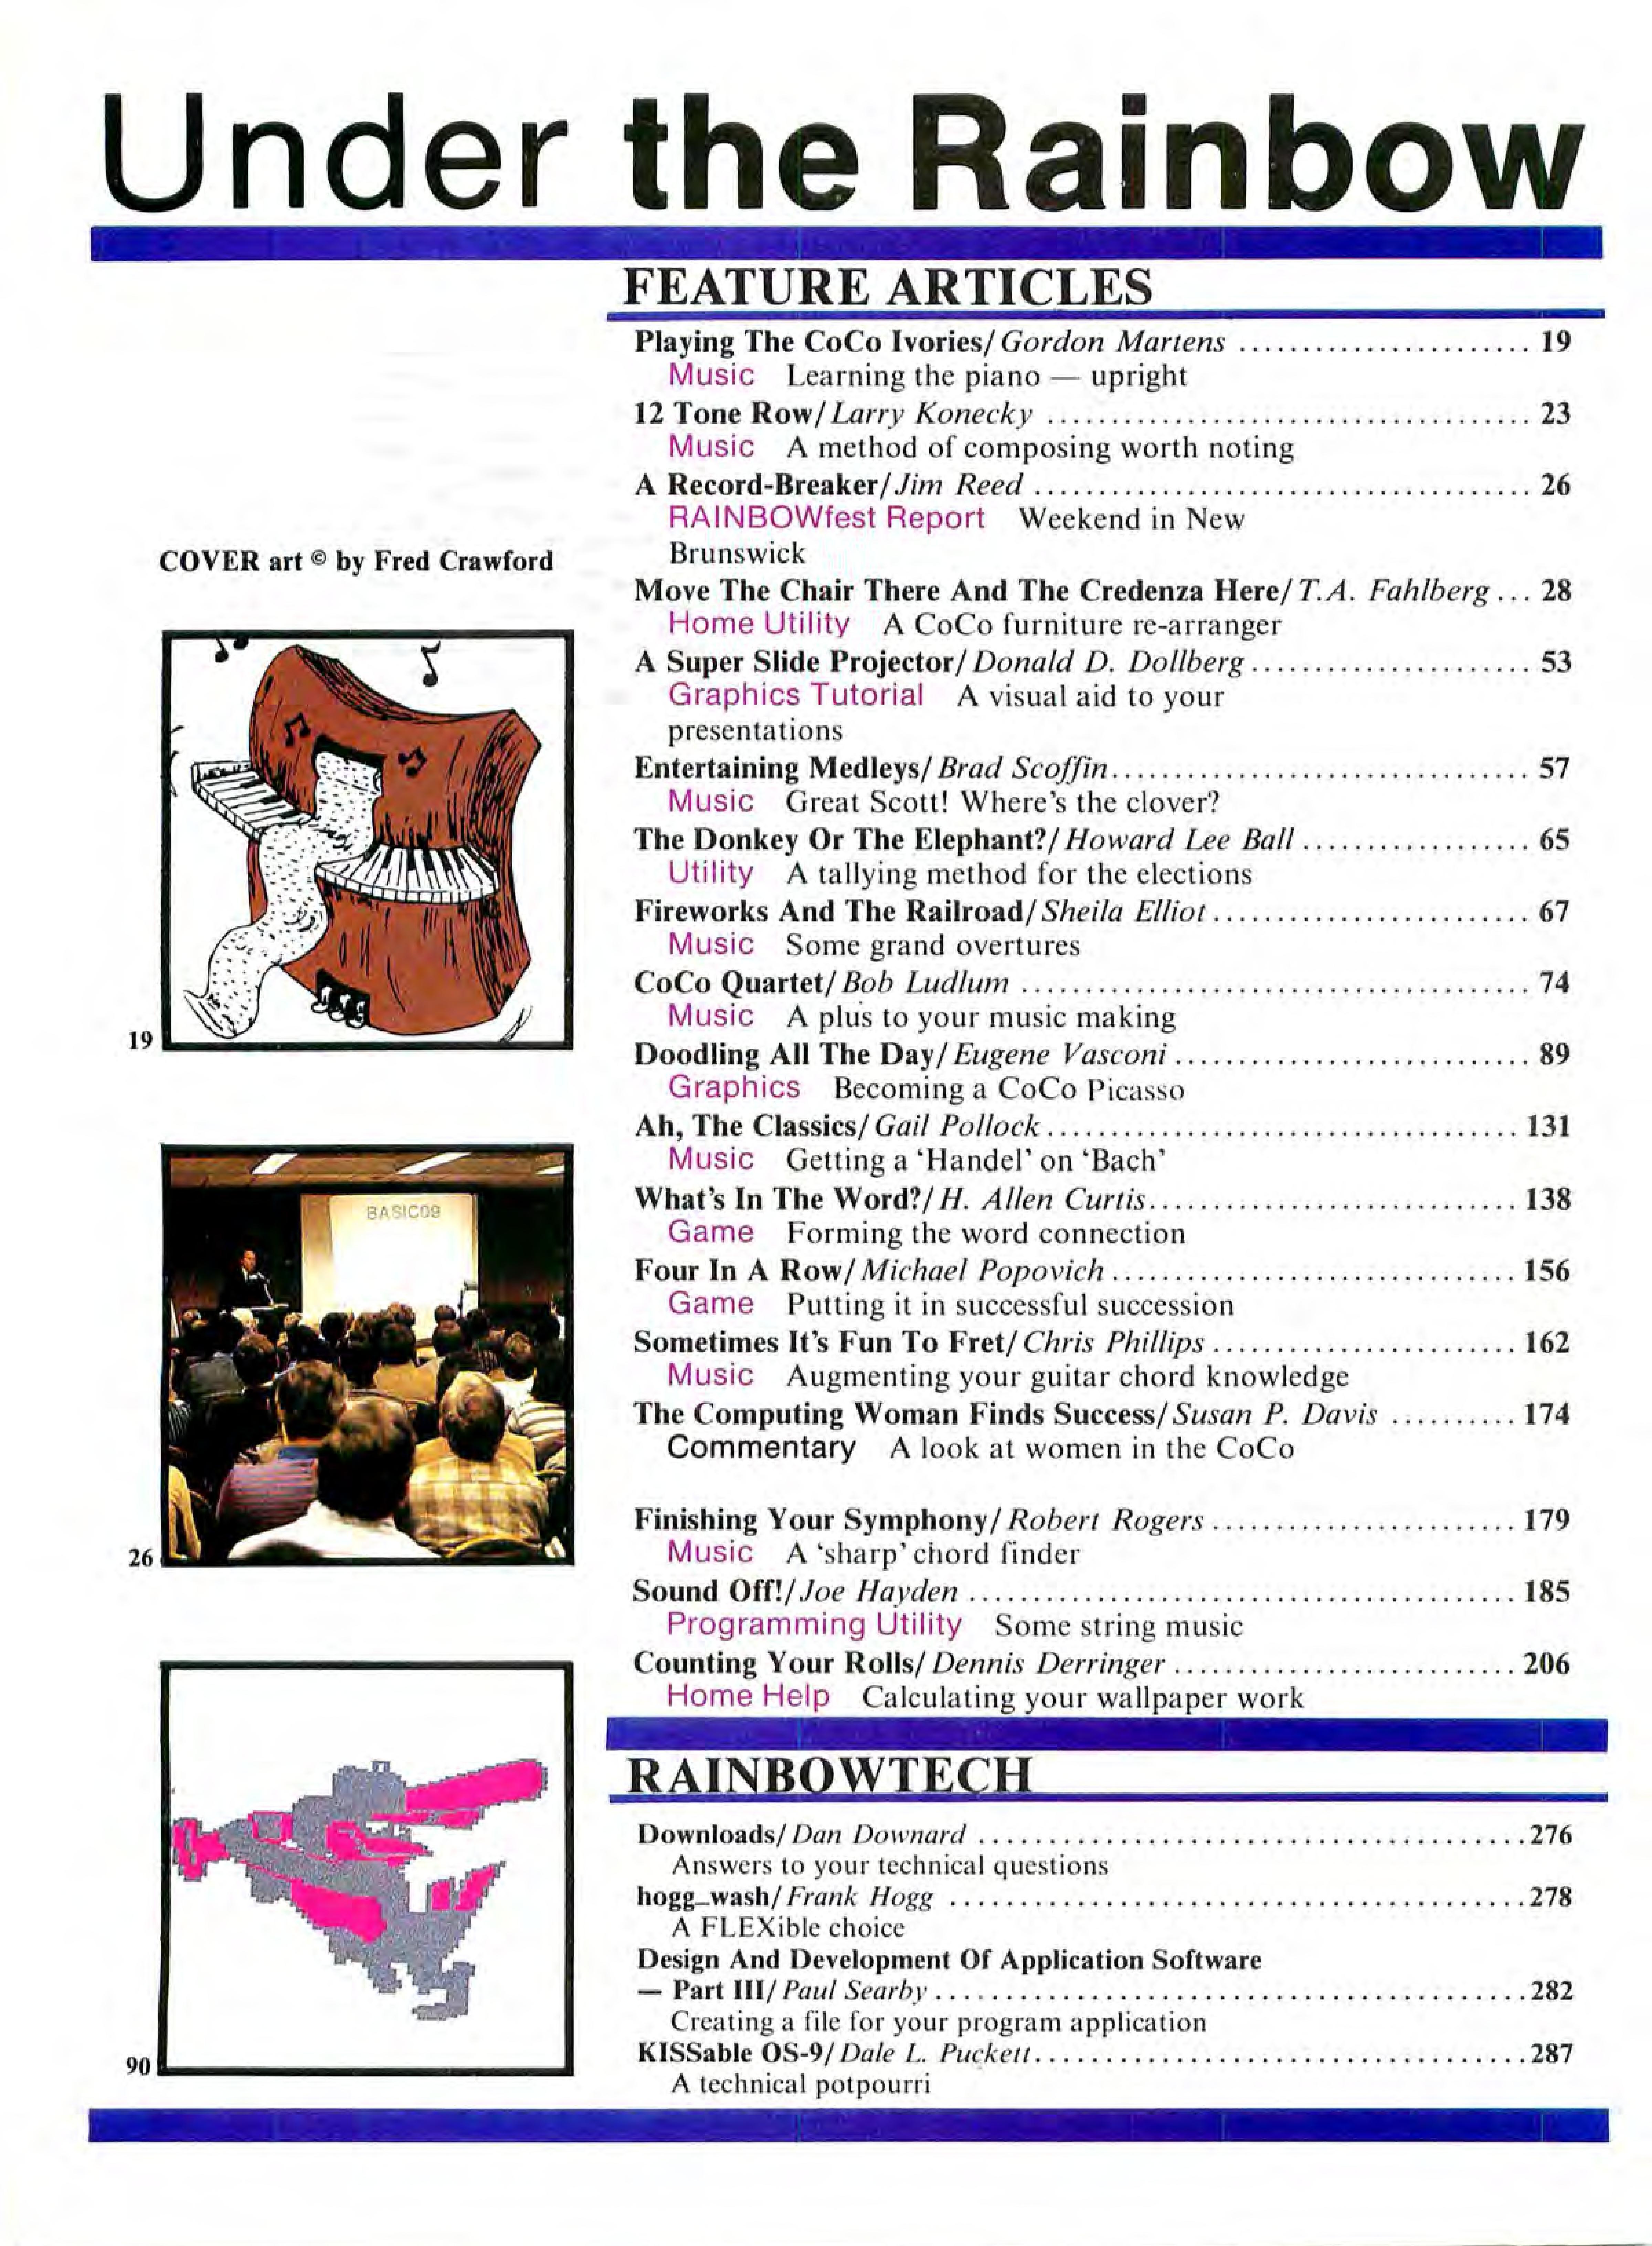 Under the Rainbow
FEATURE ARTICLES
Playing The CoCo Ivories/Gordon Martens ....................... 19
Music Learning the piano — upright
12 Tone Row/Larry Konecky ...................................... 23
Music A method of composing worth noting
A Record-Breaker/Jim Reed ....................................... 26
RAINBOWfest Report Weekend in New
Brunswick
Move The Chair There And The Credenza Here/T.A. Fahlberg ... 28
Home Utility A CoCo furniture re-arranger
A Super Slide Projector/Donald D. Dollberg ...................... 53
Graphics Tutorial A visual aid to your
presentations
Entertaining Medleys/Brad Scoffin................................. 57
Music Great Scott! Where's the clover?
The Donkey Or The Elephant?/Howard Lee Ball .................. 65
Utility A tallying method for the elections
Fireworks And The Railroad/Sheila Elliot ......................... 67
Music Some grand overtures
CoCo Quartet/Bob Ludlum ........................................ 74
Music A plus to your music making
Doodling All The Day/Eugene Vasconi ............................ 89
Graphics Becoming a CoCo Picasso
Ah, The Classics/Gail Pollock ..................................... 131
Music Getting a ‘Handel’ on ‘Bach’
What's In The Word?/H. Allen Curtis............................. 138
Game Forming the word connection
Four In A Row/Michael Popovich ................................ 156
Game Putting it in successful succession
Sometimes It's Fun To Fret/Chris Phillips ........................ 162
Music Augmenting your guitar chord knowledge
The Computing Woman Finds Success/Susan P. Davis .......... 174
Commentary A look at women in the CoCo
Finishing Your Symphony/Robert Rogers ........................ 179
Music A ‘sharp’ chord finder
Sound Off!/Joe Hayden ........................................... 185
Programming Utility Some string music
Counting Your Rolls/Dennis Derringer ........................... 206
Home Help Calculating your wallpaper work
COVER art © by Fred Crawford
19
BASIC09
26
90
RAINBOWTECH
Downloads/Dan Downard ..........................................276
Answers to your technical questions
hogg_wash/Frank Hogg ............................................278
A FLEXible choice
Design And Development Of Application Software
— Part III/Paul Searby .............................................282
Creating a file for your program application
KISSable OS-9/Dale L. Puckett.....................................287
A technical potpourri